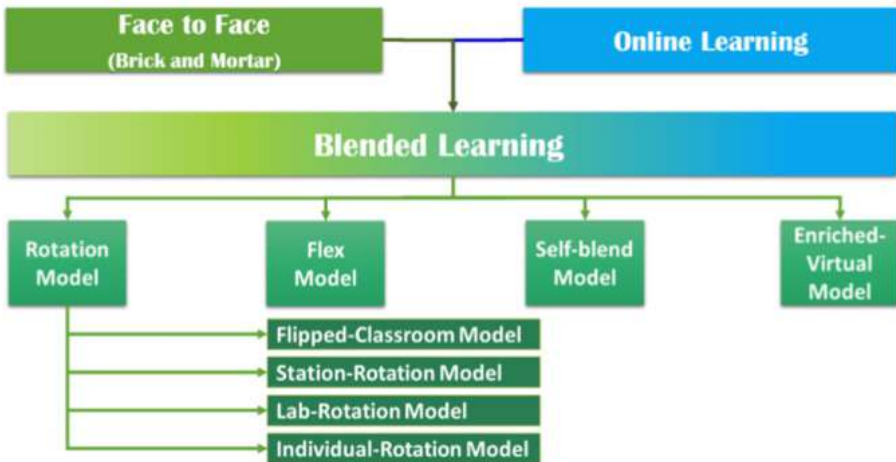 Face to Face
(Brick and Mortar)
Online Learning
Blended Learning
Rotation
Model
Flex
Model
Self-blend
Model
Enriched-
Virtual
Model
Flipped-Classroom Model
Station-Rotation Model
Lab-Rotation Model
Individual-Rotation Model